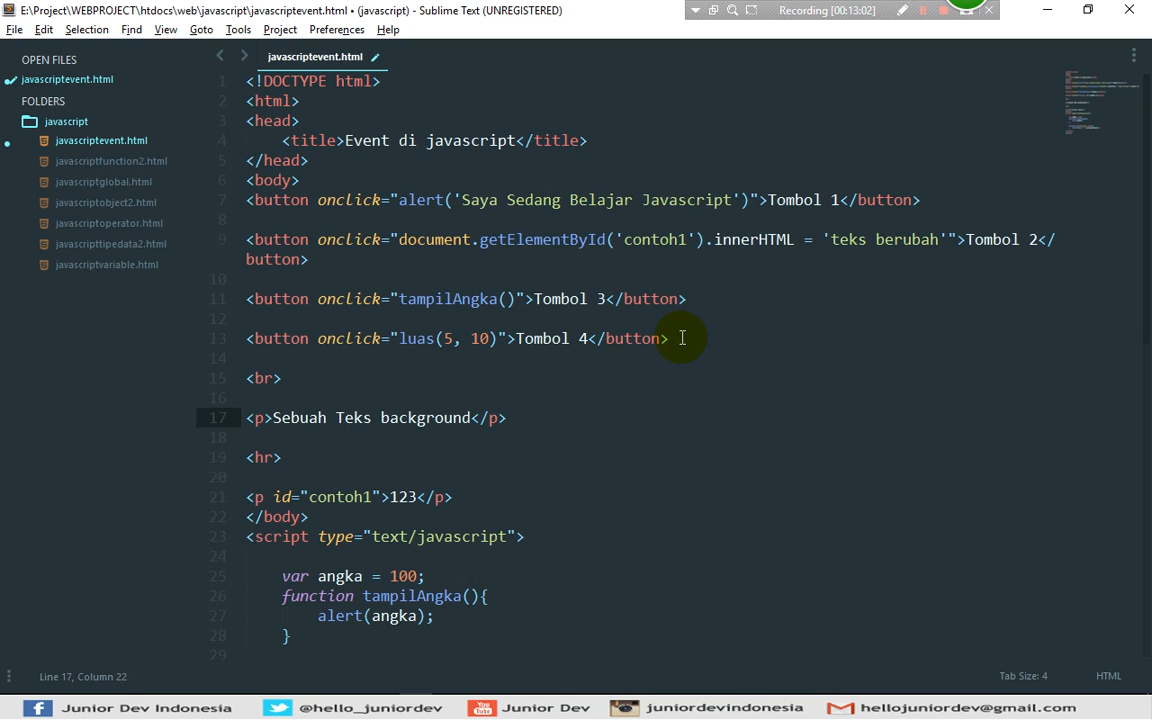 E:\Project\WEBPROJECT\htdocs\web\javascript\javascriptevent.html • (javascript) - Sublime Text (UNREGISTERED)
Recording [00:13:02]
File Edit Selection Find View Goto Tools Project Preferences Help
OPEN FILES
javascriptevent.html
FOLDERS
javascript
javascriptevent.html
javascriptfunction2.html
javascriptglobal.html
javascriptobject2.html
javascriptoperator.html
javascripttipedata2.html
javascriptvariable.html
javascriptevent.html
1 <!DOCTYPE html>
2 <html>
3 <head>
4 <title>Event di javascript</title>
5 </head>
6 <body>
7 <button onclick="alert('Saya Sedang Belajar Javascript')">Tombol 1</button>
8
9 <button onclick="document.getElementById('contoh1').innerHTML = 'teks berubah'">Tombol 2</
button>
10
11 <button onclick="tampilAngka()">Tombol 3</button>
12
13 <button onclick="luas(5, 10)">Tombol 4</button>
14
15 <br>
16
17 <p>Sebuah Teks background</p>
18
19 <hr>
20
21 <p id="contoh1">123</p>
22 </body>
23 <script type="text/javascript">
24
25 var angka = 100;
26 function tampilAngka(){
27 alert(angka);
28 }
29
Line 17, Column 22
Tab Size: 4
HTML
Junior Dev Indonesia @hello_juniordev Junior Dev juniordevindonesia hellojuniordev@gmail.com